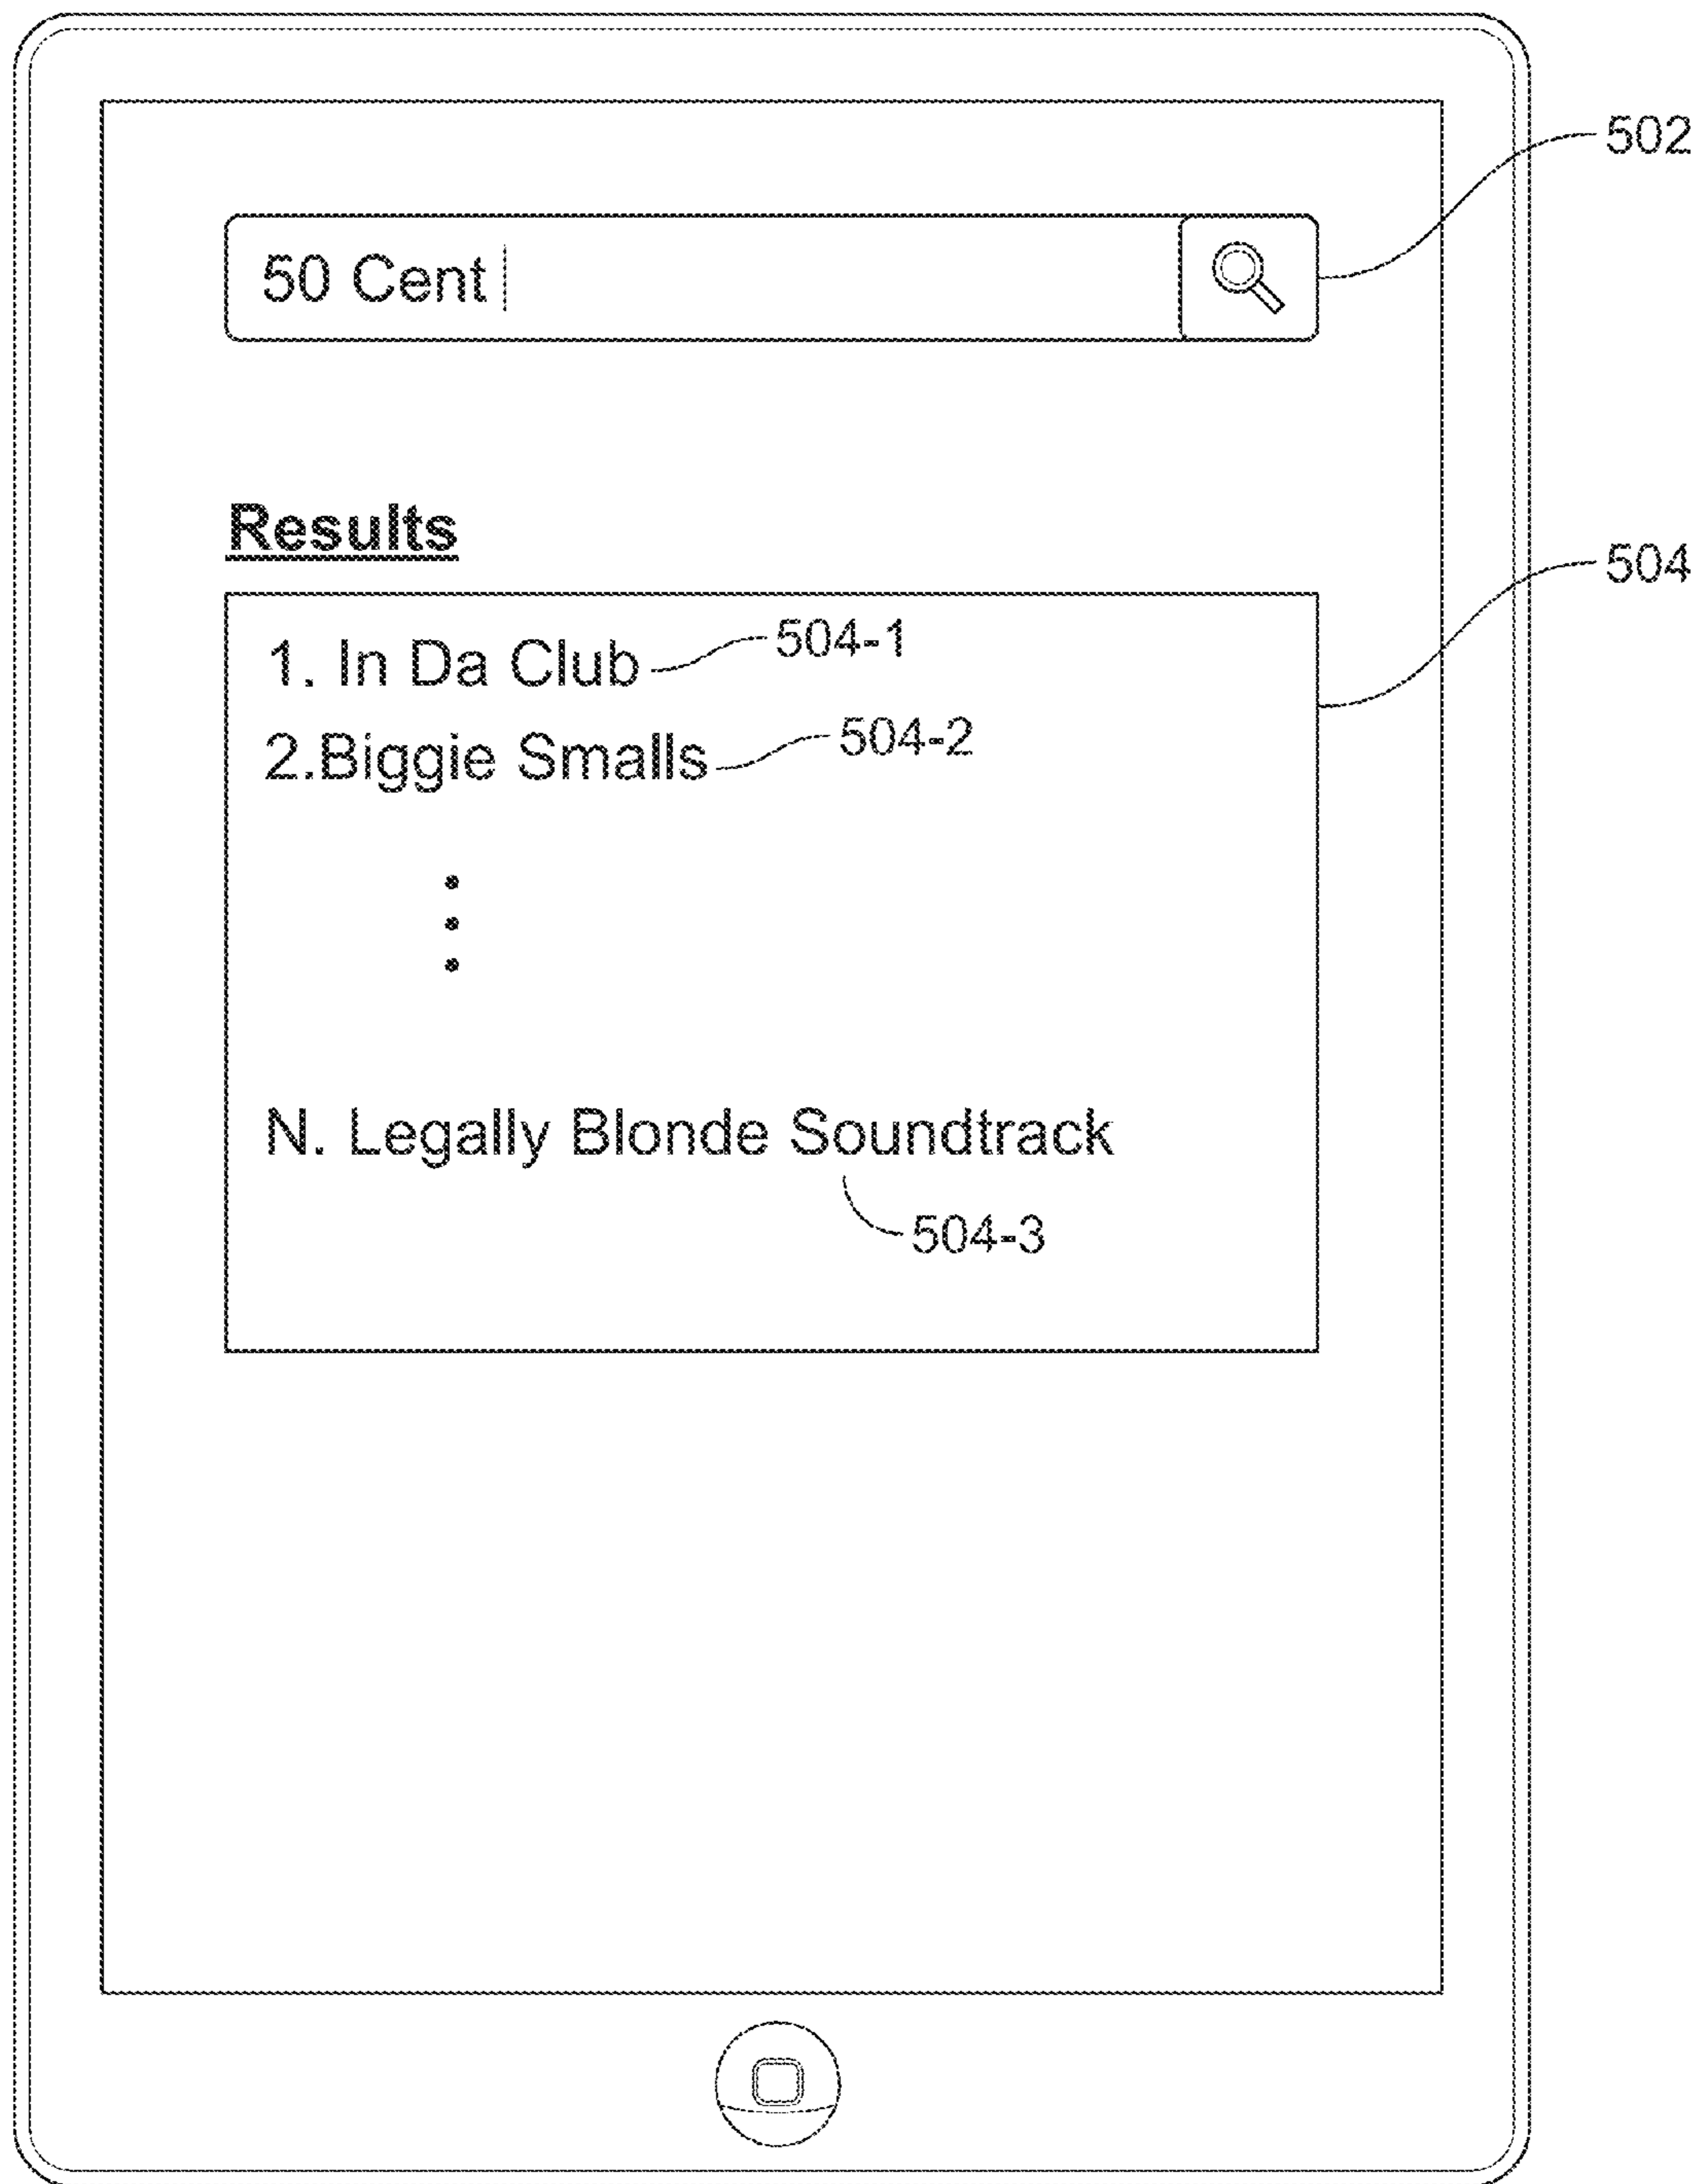 502
50 Cent
Results
504
1. In Da Club 504-1
2.Biggie Smalls 504-2
N. Legally Blonde Soundtrack
504-3